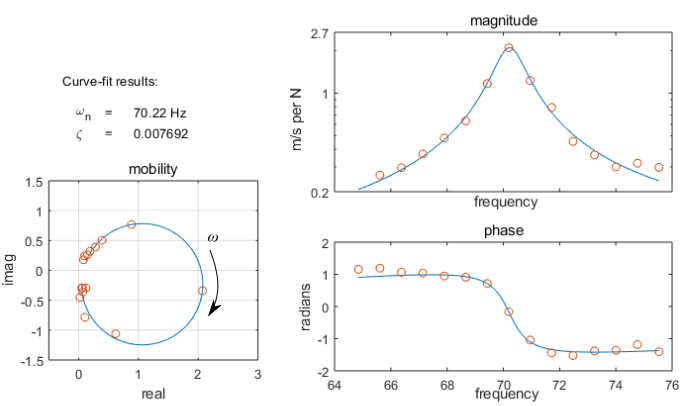 Curve-fit results:
ωn = 70.22 Hz
ζ = 0.007692
mobility
1.5
1
0.5
0
-0.5
-1
-1.5
imag
0 1 2 3
real
ω
magnitude
2.7
1
0.2
m/s per N
frequency
phase
2
1
0
-1
-2
radians
64 66 68 70 72 74 76
frequency